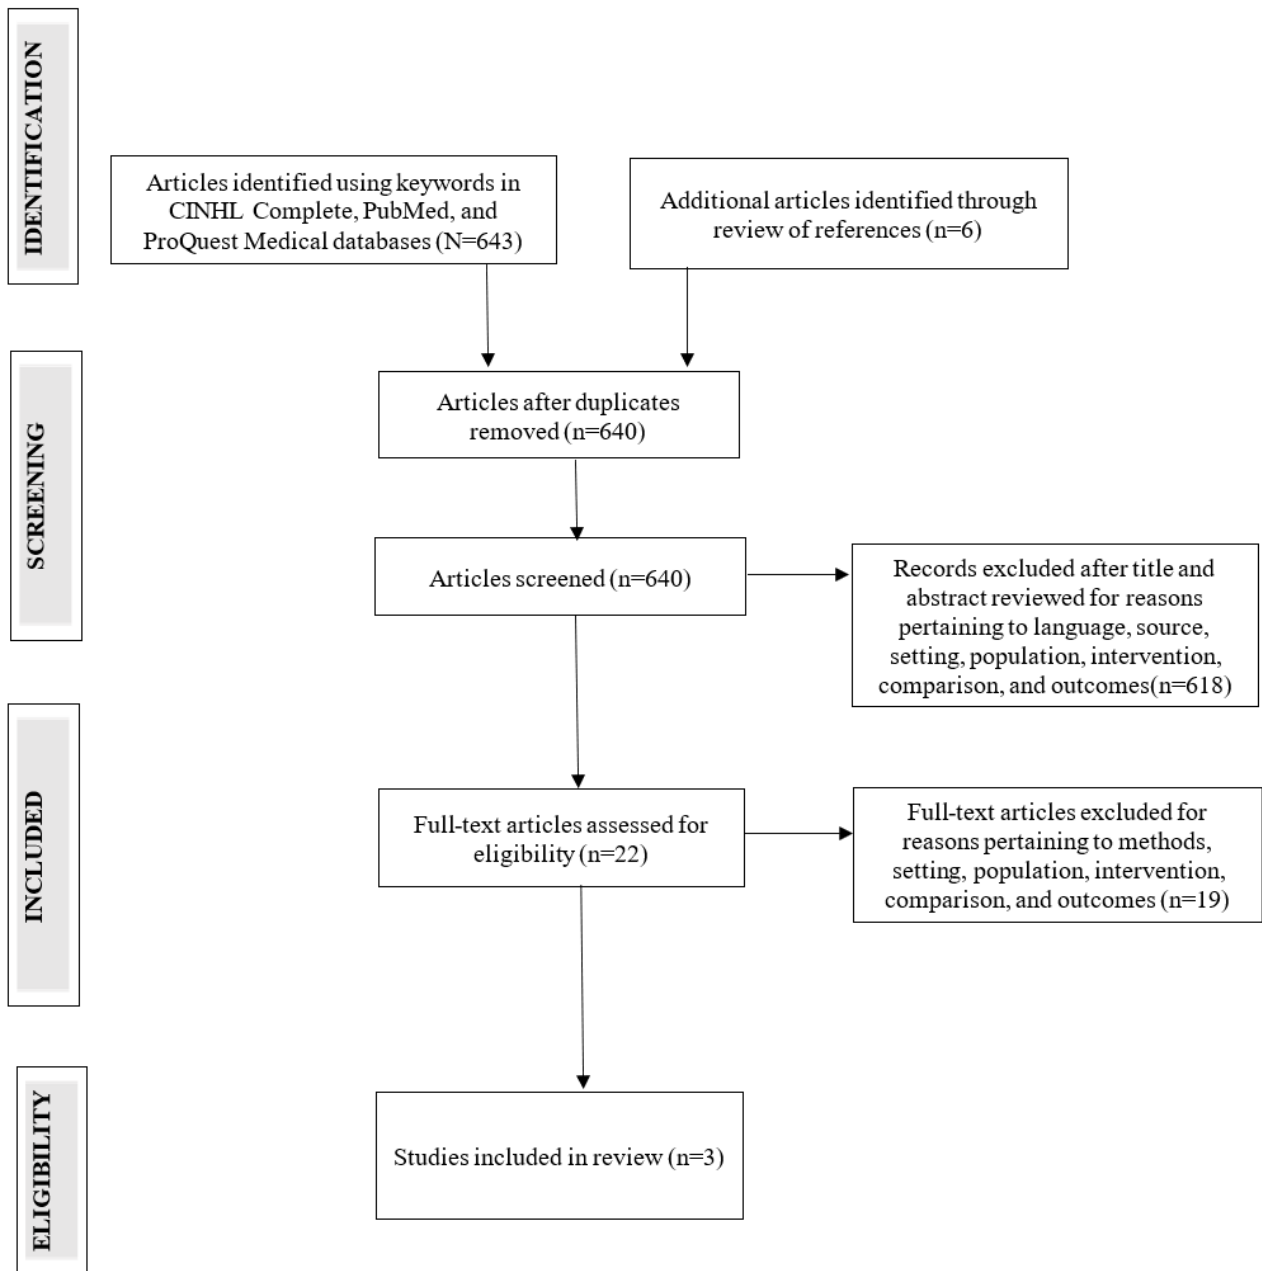 IDENTIFICATION
Articles identified using keywords in
CINHL Complete, PubMed, and
ProQuest Medical databases (N=643)
Additional articles identified through
review of references (n=6)
SCREENING
Articles after duplicates
removed (n=640)
Articles screened (n=640)
Records excluded after title and
abstract reviewed for reasons
pertaining to language, source,
setting, population, intervention,
comparison, and outcomes(n=618)
INCLUDED
Full-text articles assessed for
eligibility (n=22)
Full-text articles excluded for
reasons pertaining to methods,
setting, population, intervention,
comparison, and outcomes (n=19)
ELIGIBILITY
Studies included in review (n=3)